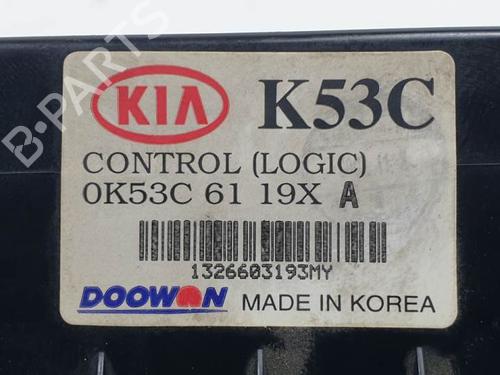 KIA K53C
CONTROL (LOGIC)
0K53C 61 19X A
1326603193MY
DOOWON MADE IN KOREA
B-PARTS